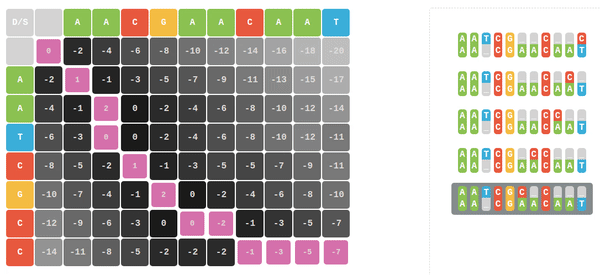 D/S A A C G A A C A A T
0 -2 -4 -6 -8 -10 -12 -14 -16 -18 -20
A -2 1 -1 -3 -5 -7 -9 -11 -13 -15 -17
A -4 -1 2 0 -2 -4 -6 -8 -10 -12 -14
T -6 -3 0 0 -2 -4 -6 -8 -10 -12 -11
C -8 -5 -2 1 -1 -3 -5 -5 -7 -9 -11
G -10 -7 -4 -1 2 0 -2 -4 -6 -8 -10
C -12 -9 -6 -3 0 0 -2 -1 -3 -5 -7
C -14 -11 -8 -5 -2 -2 -2 -1 -3 -5 -7
A A T C G _ _ C _ _ C
A A _ C G A A C A A T
A A T C G _ _ C _ C _
A A _ C G A A C A A T
A A T C G _ _ C C _ _
A A _ C G A A C A A T
A A T C G _ C C _ _ _
A A _ C G A A C A A T
A A T C G C _ C _ _ _
A A _ C G A A C A A T